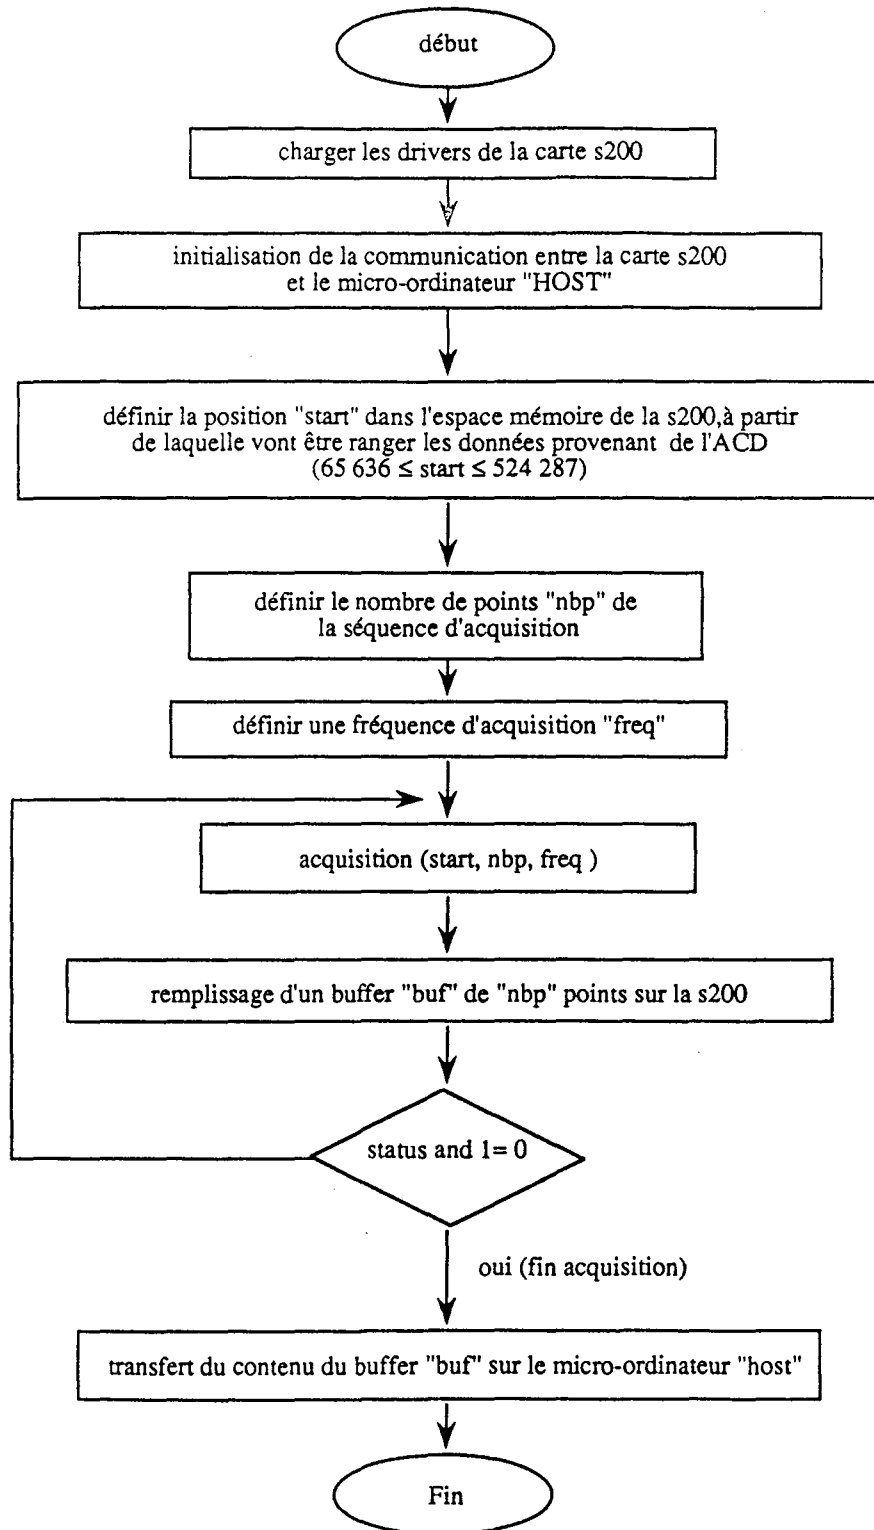 début
charger les drivers de la carte s200
initialisation de la communication entre la carte s200
et le micro-ordinateur "HOST"
définir la position "start" dans l'espace mémoire de la s200,à partir
de laquelle vont être ranger les données provenant de l'ACD
(65 636 ≤ start ≤ 524 287)
définir le nombre de points "nbp" de
la séquence d'acquisition
définir une fréquence d'acquisition "freq"
acquisition (start, nbp, freq )
remplissage d'un buffer "buf" de "nbp" points sur la s200
status and 1= 0
oui (fin acquisition)
transfert du contenu du buffer "buf" sur le micro-ordinateur "host"
Fin